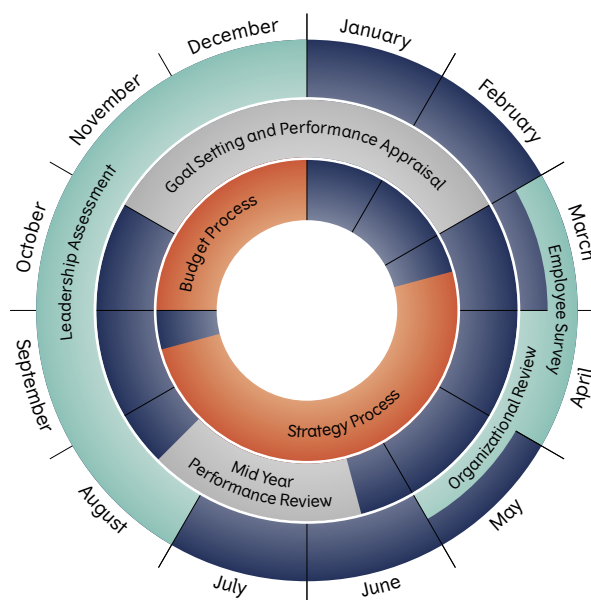 January
February
March
April
May
June
July
August
September
October
November
December
Leadership Assessment
Employee Survey
Organizational Review
Goal Setting and Performance Appraisal
Mid Year
Performance Review
Budget Process
Strategy Process